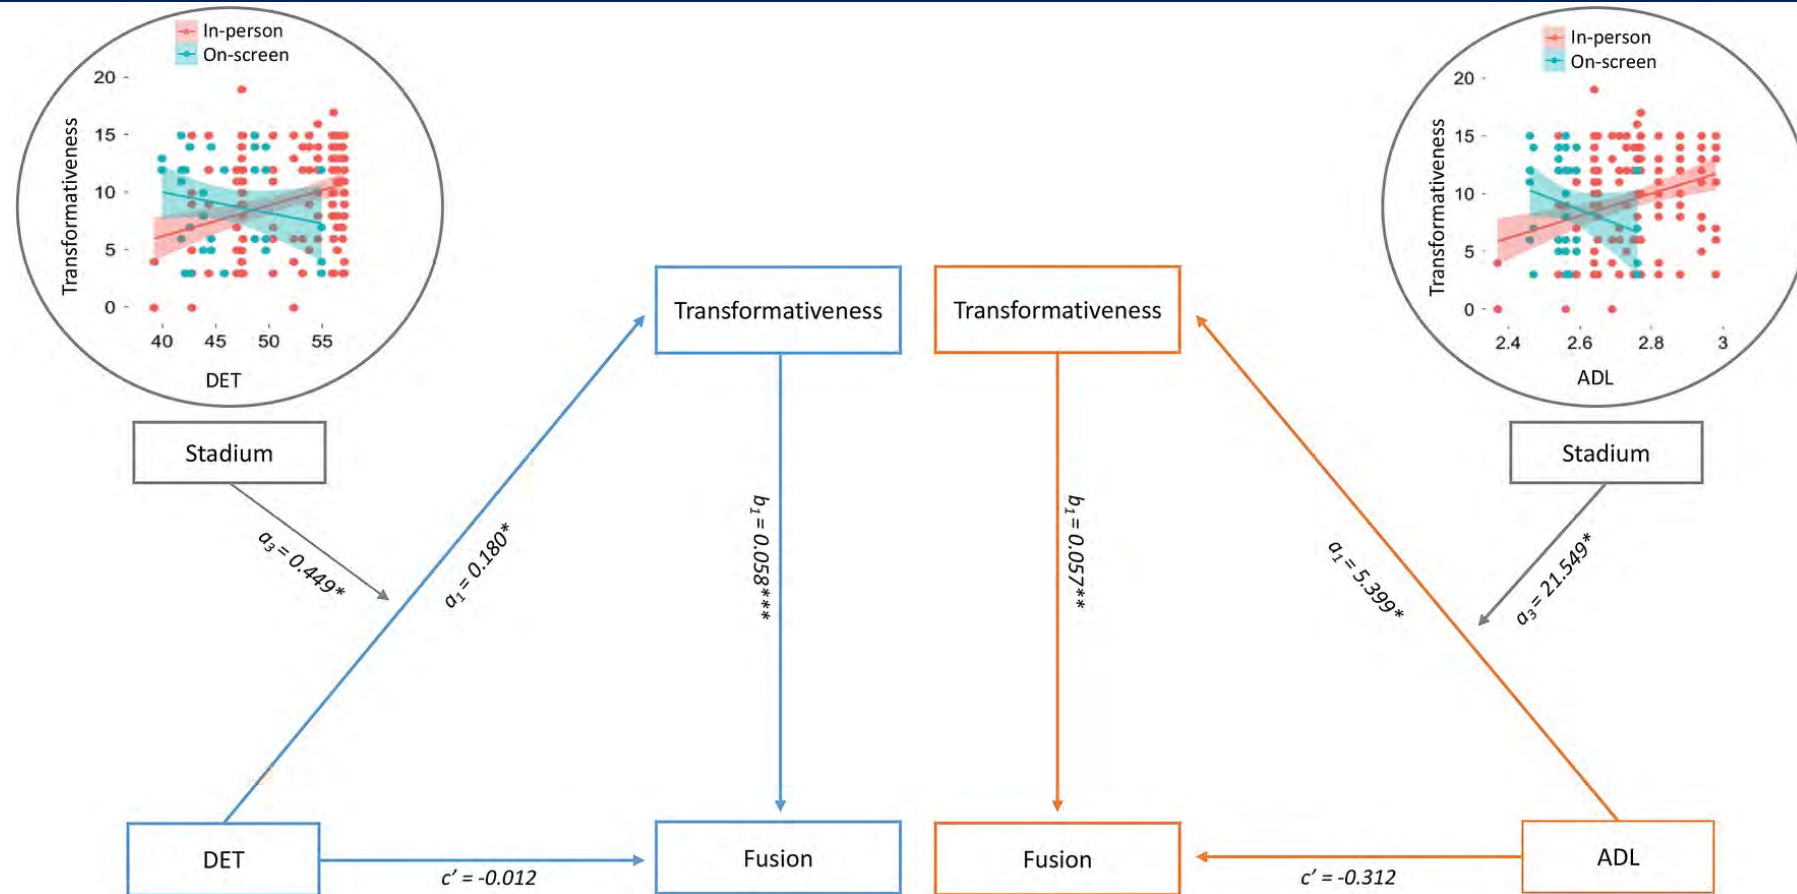 In-person
On-screen
20
15
10
5
0
Transformativeness
40 45 50 55
DET
Stadium
a₃ = 0.449*
a₁ = 0.180*
Transformativeness
b₁ = 0.058***
DET
c’ = -0.012
Fusion
Transformativeness
b₁ = 0.057**
Fusion
In-person
On-screen
20
15
10
5
0
Transformativeness
2.4 2.6 2.8 3
ADL
Stadium
a₁ = 5.399*
a₃ = 21.549*
c’ = -0.312
ADL